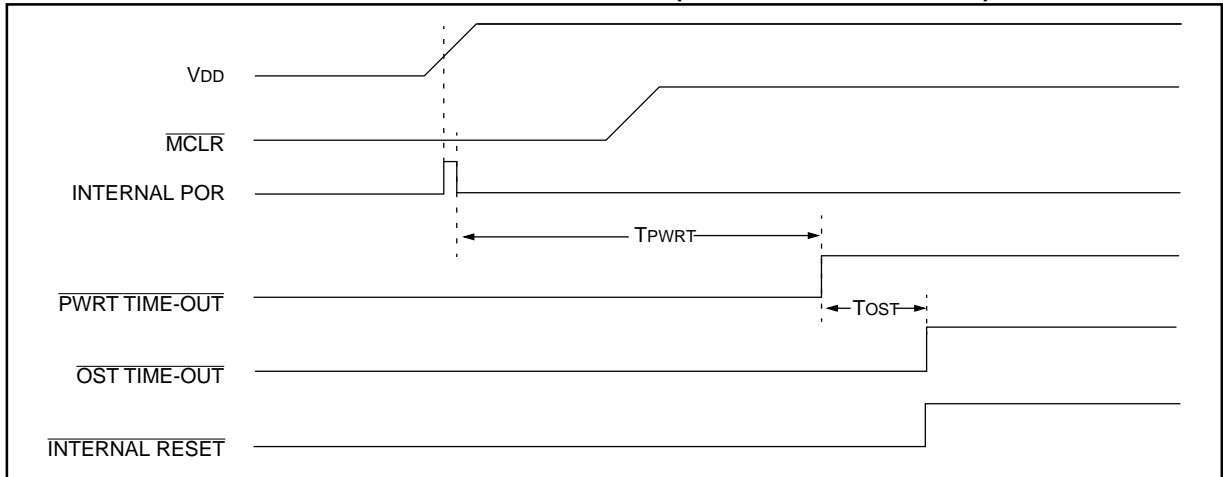 VDD
MCLR
INTERNAL POR
TPWRT
PWRT TIME-OUT
TOST
OST TIME-OUT
INTERNAL RESET